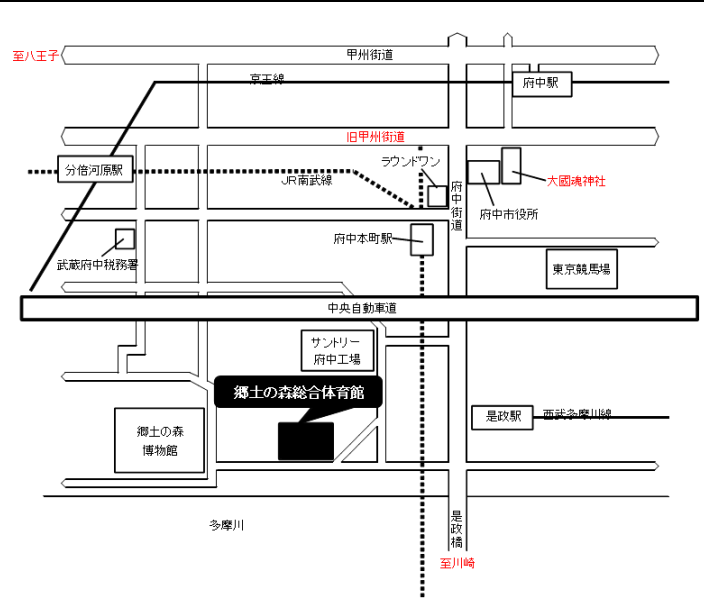 至八王子
甲州街道
京王線
府中駅
旧甲州街道
ラウンドワン
分倍河原駅
JR南武線
大國魂神社
府中街道
府中市役所
府中本町駅
武蔵府中税務署
東京競馬場
中央自動車道
サントリー
府中工場
郷土の森総合体育館
是政駅
西武多摩川線
郷土の森
博物館
多摩川
是政橋
至川崎